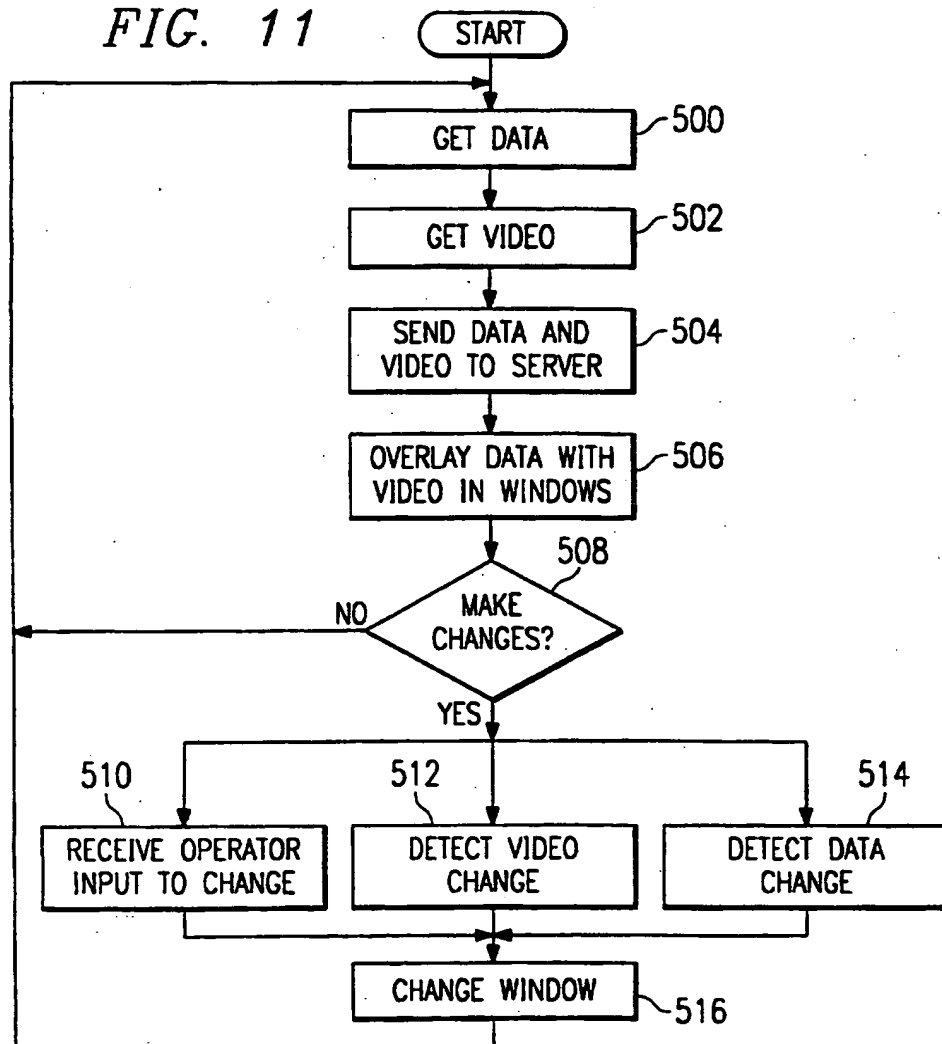 FIG. 11
START
GET DATA
500
GET VIDEO
502
SEND DATA AND
VIDEO TO SERVER
504
OVERLAY DATA WITH
VIDEO IN WINDOWS
506
508
MAKE
CHANGES?
NO
YES
510
RECEIVE OPERATOR
INPUT TO CHANGE
512
DETECT VIDEO
CHANGE
514
DETECT DATA
CHANGE
CHANGE WINDOW
516